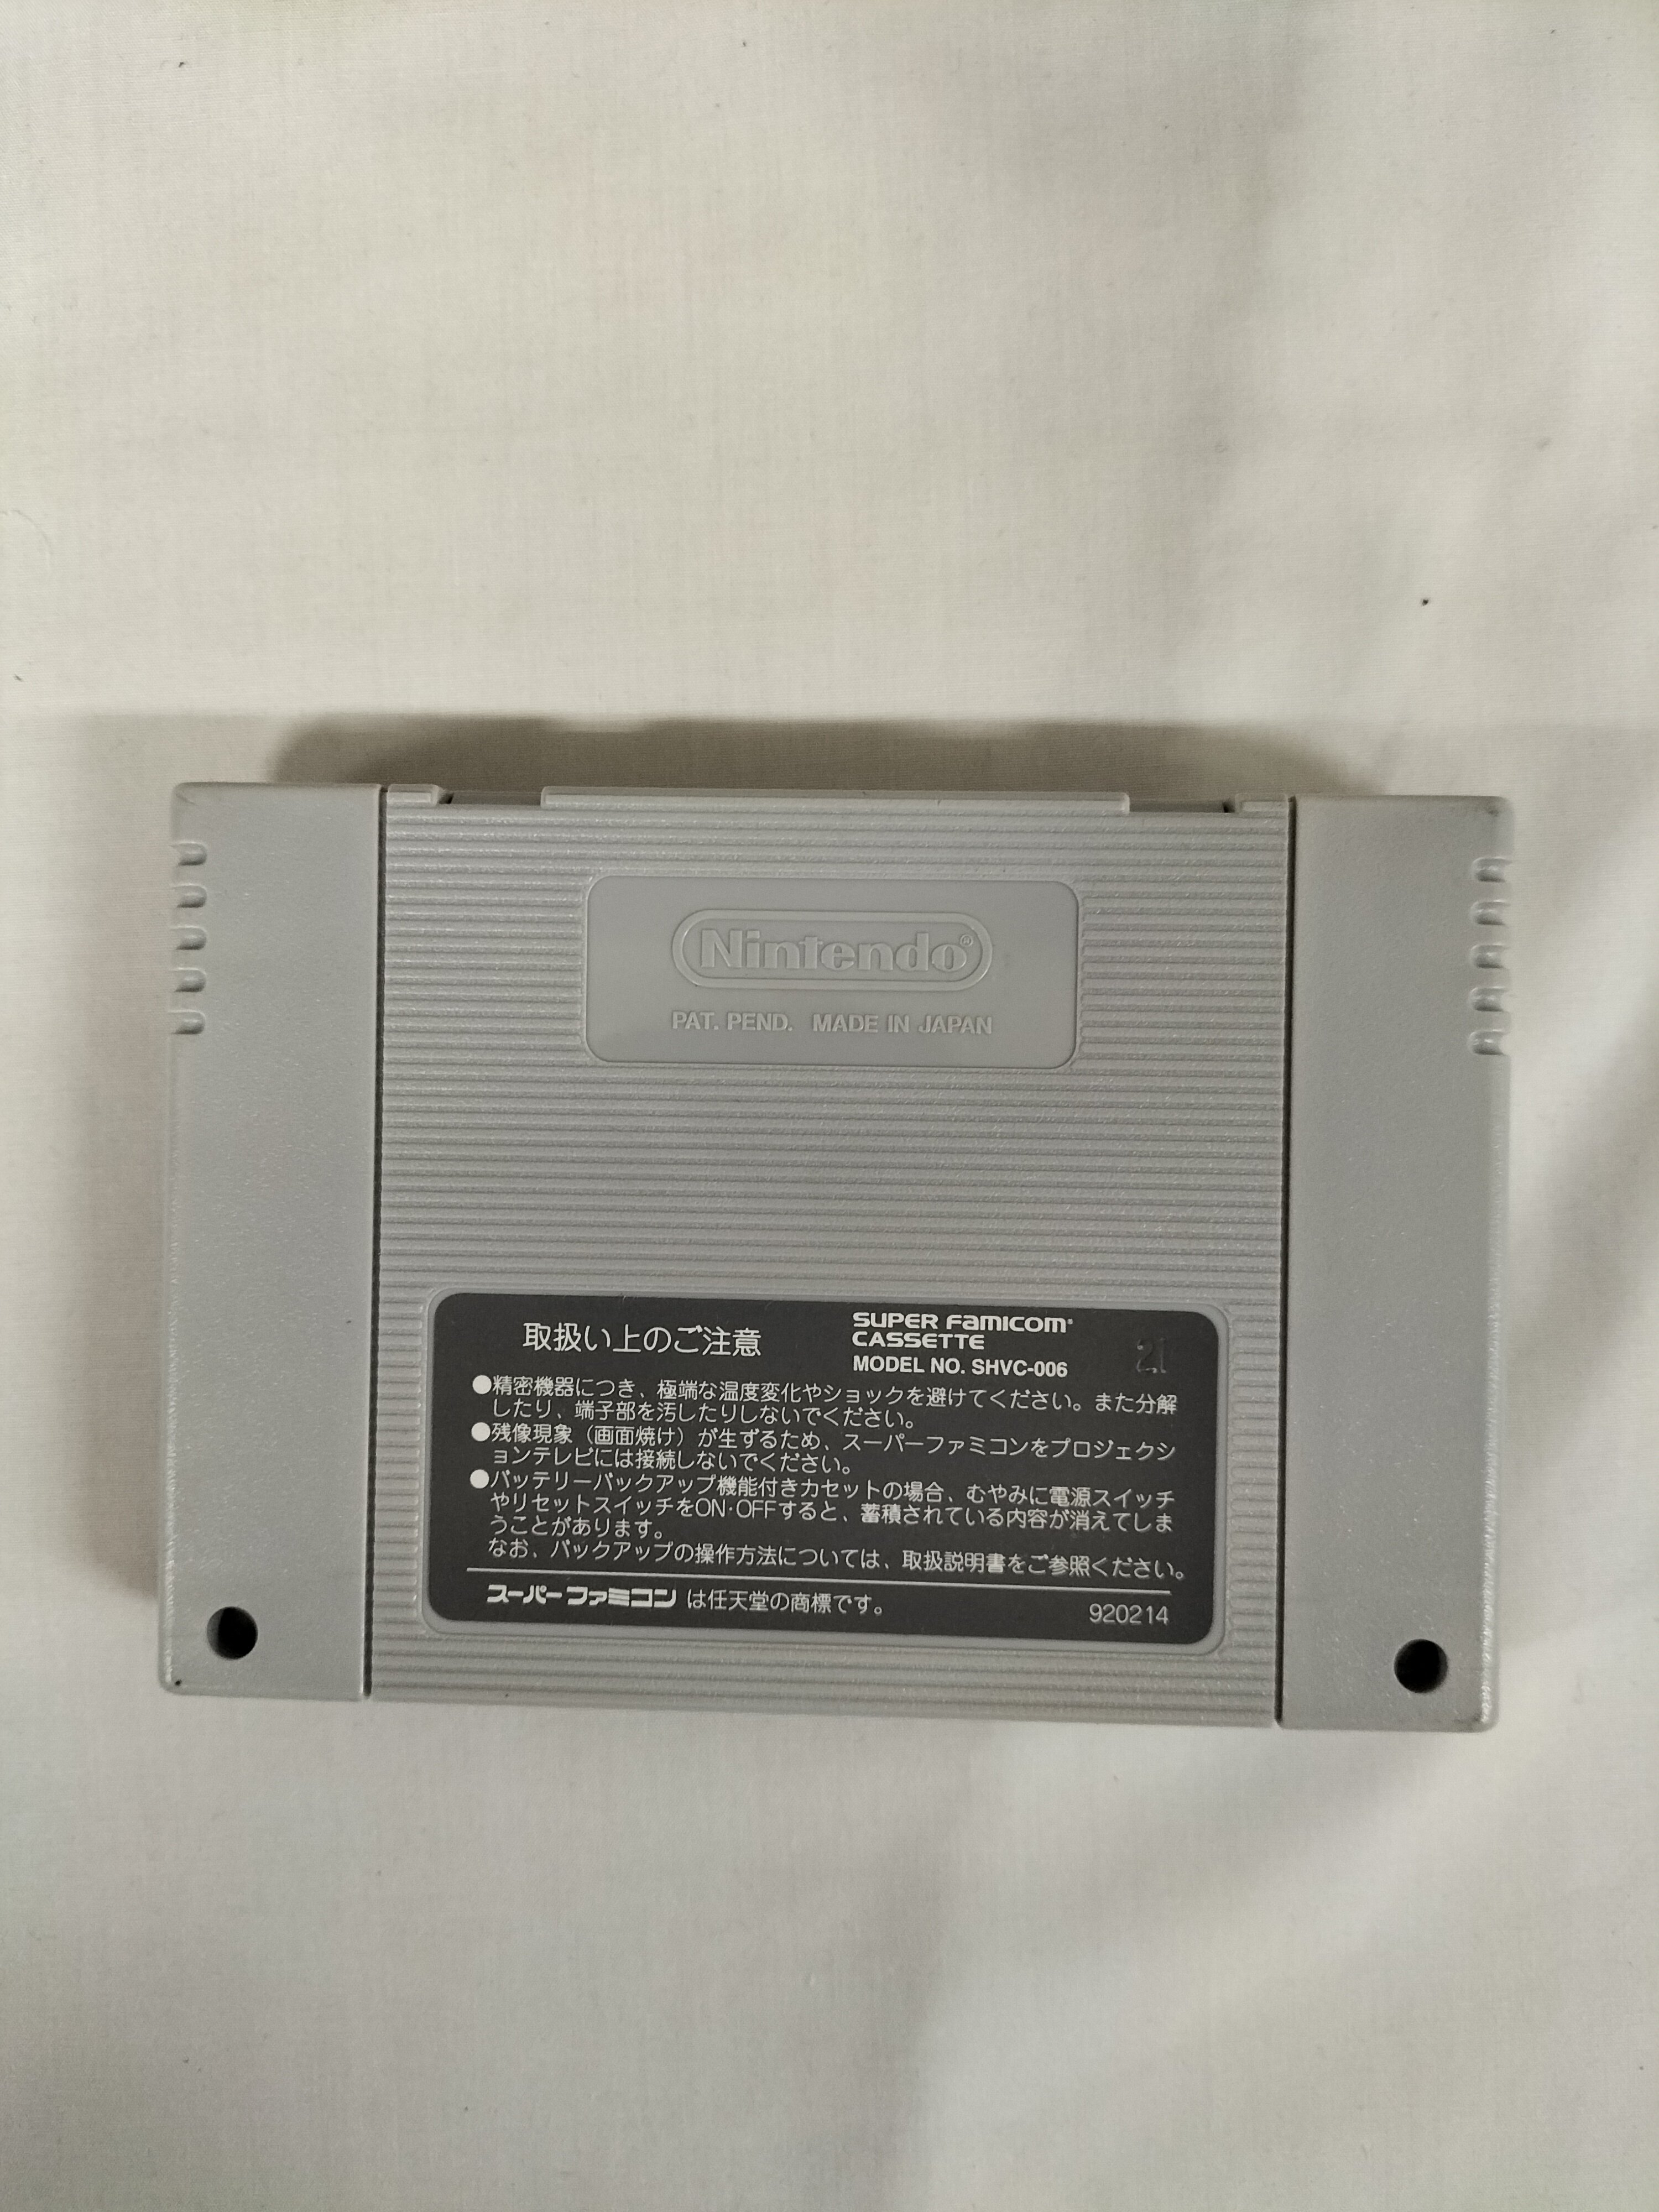 Nintendo®
PAT. PEND. MADE IN JAPAN
取扱い上のご注意
SUPER FAMICOM®
CASSETTE
MODEL NO. SHVC-006
21
●精密機器につき、極端な温度変化やショックを避けてください。また分解
したり、端子部を汚したりしないでください。
●残像現象（画面焼け）が生ずるため、スーパーファミコンをプロジェクシ
ョンテレビには接続しないでください。
●バッテリーバックアップ機能付きカセットの場合、むやみに電源スイッチ
やリセットスイッチをON·OFFすると、蓄積されている内容が消えてしま
うことがあります。
なお、バックアップの操作方法については、取扱説明書をご参照ください。
スーパーファミコン は任天堂の商標です。
920214